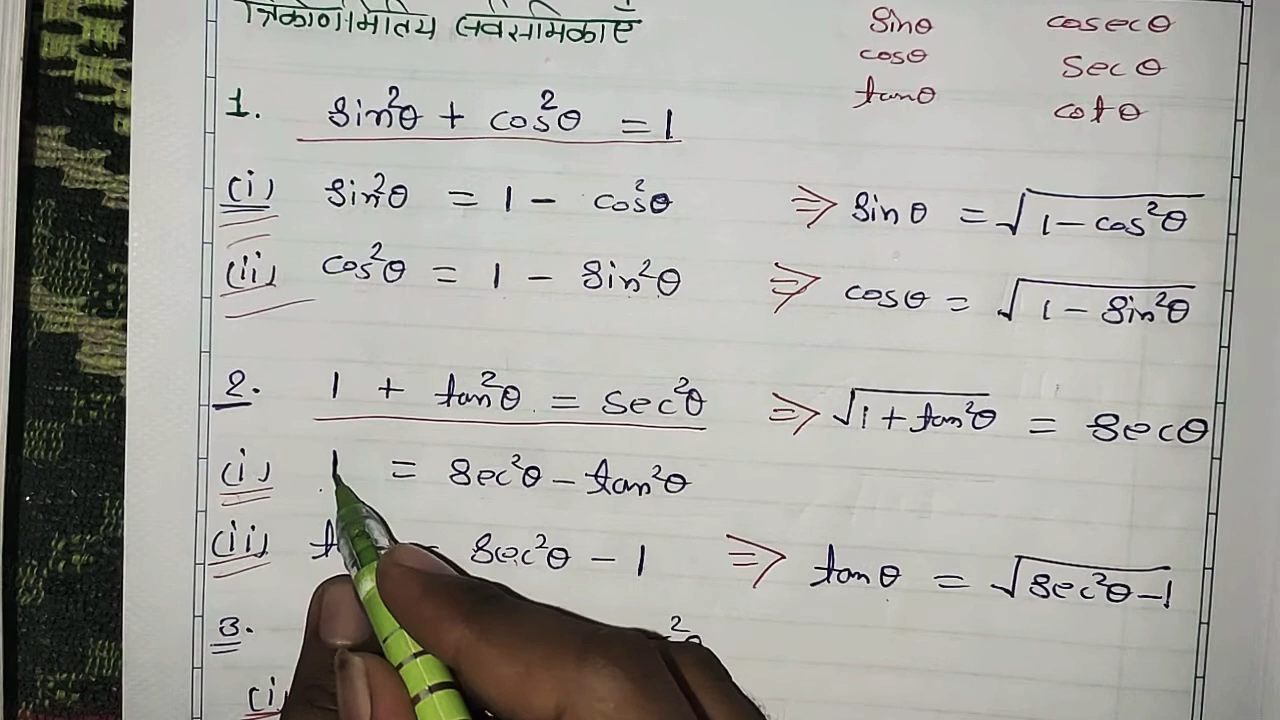 त्रिकोणमितिय सर्वसमिकाएँ
sinθ cosecθ
cosθ secθ
tanθ cotθ
1. sin²θ + cos²θ = 1
(i) sin²θ = 1 - cos²θ ⇒ sinθ = √1-cos²θ
(ii) cos²θ = 1 - sin²θ ⇒ cosθ = √1-sin²θ
2. 1 + tan²θ = sec²θ ⇒ √1+tan²θ = secθ
(i) 1 = sec²θ - tan²θ
(ii) = sec²θ - 1 ⇒ tanθ = √sec²θ-1
3.
(i)